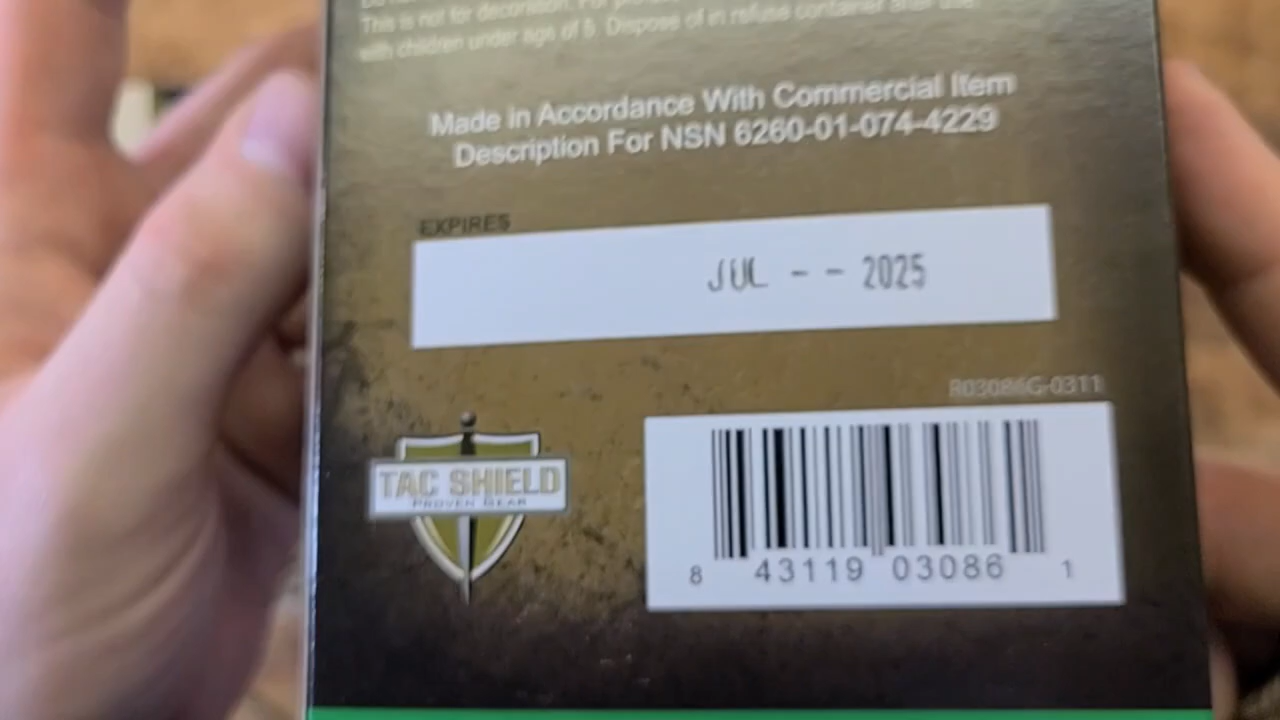 This is not for decoration. For
with children under age of 5. Dispose of in refuse container after use
Made in Accordance With Commercial Item
Description For NSN 6260-01-074-4229
EXPIRES
JUL -- 2025
R03086G-0311
TAC SHIELD
PROVEN GEAR
8 43119 03086 1